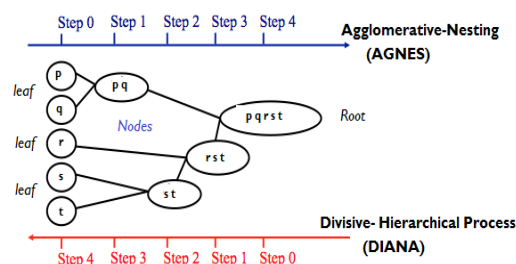 Step 0 Step 1 Step 2 Step 3 Step 4
Agglomerative-Nesting
(AGNES)
p
leaf
q
p q
Nodes
p q r s t
Root
leaf
r
r s t
leaf
s
s t
t
Divisive- Hierarchical Process
(DIANA)
Step 4 Step 3 Step 2 Step 1 Step 0